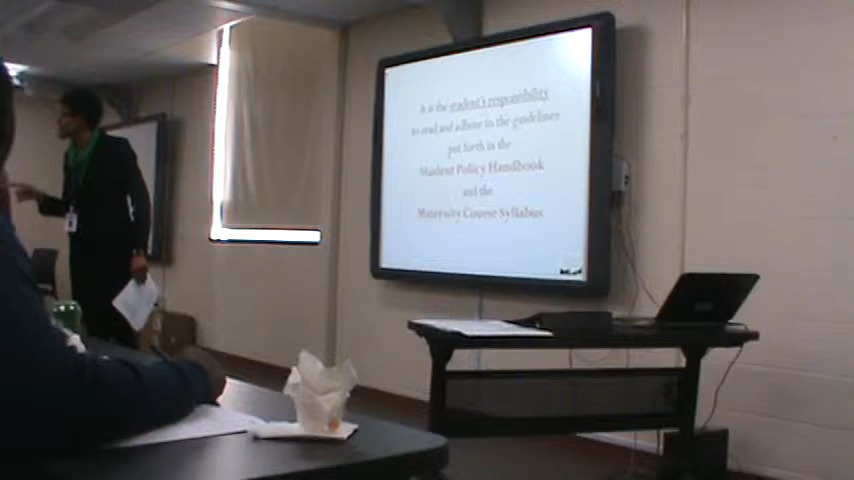 It is the student's responsibility
to read and adhere to the guidelines
put forth in the
Student Policy Handbook
and the
Maternity Course Syllabus